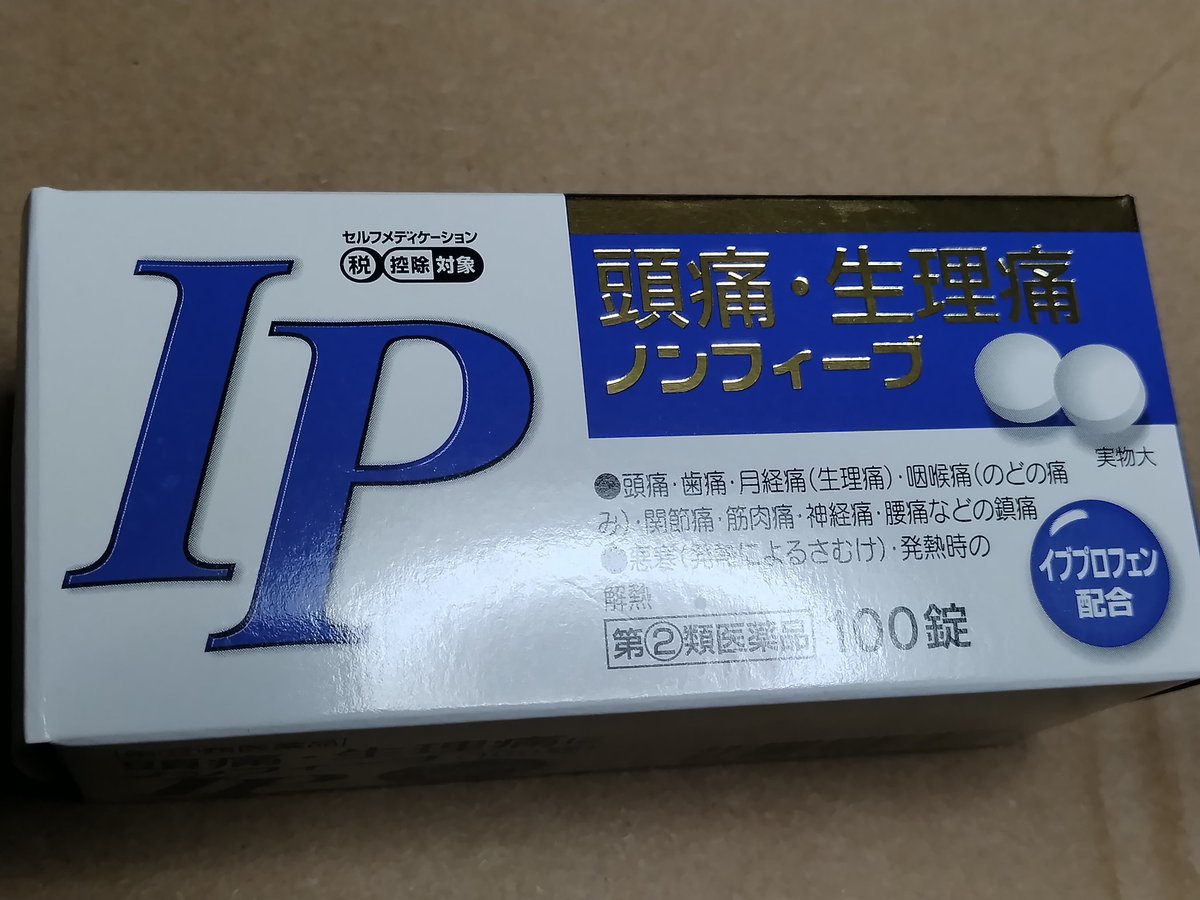 セルフメディケーション
税 控除 対象
IP
頭痛・生理痛
ノンフィーブ
実物大
●頭痛・歯痛・月経痛(生理痛)・咽喉痛(のどの痛
み)・関節痛・筋肉痛・神経痛・腰痛などの鎮痛
●悪寒(発熱によるさむけ)・発熱時の
解熱
イブプロフェン
配合
第②類医薬品 100錠
頭痛・生理痛